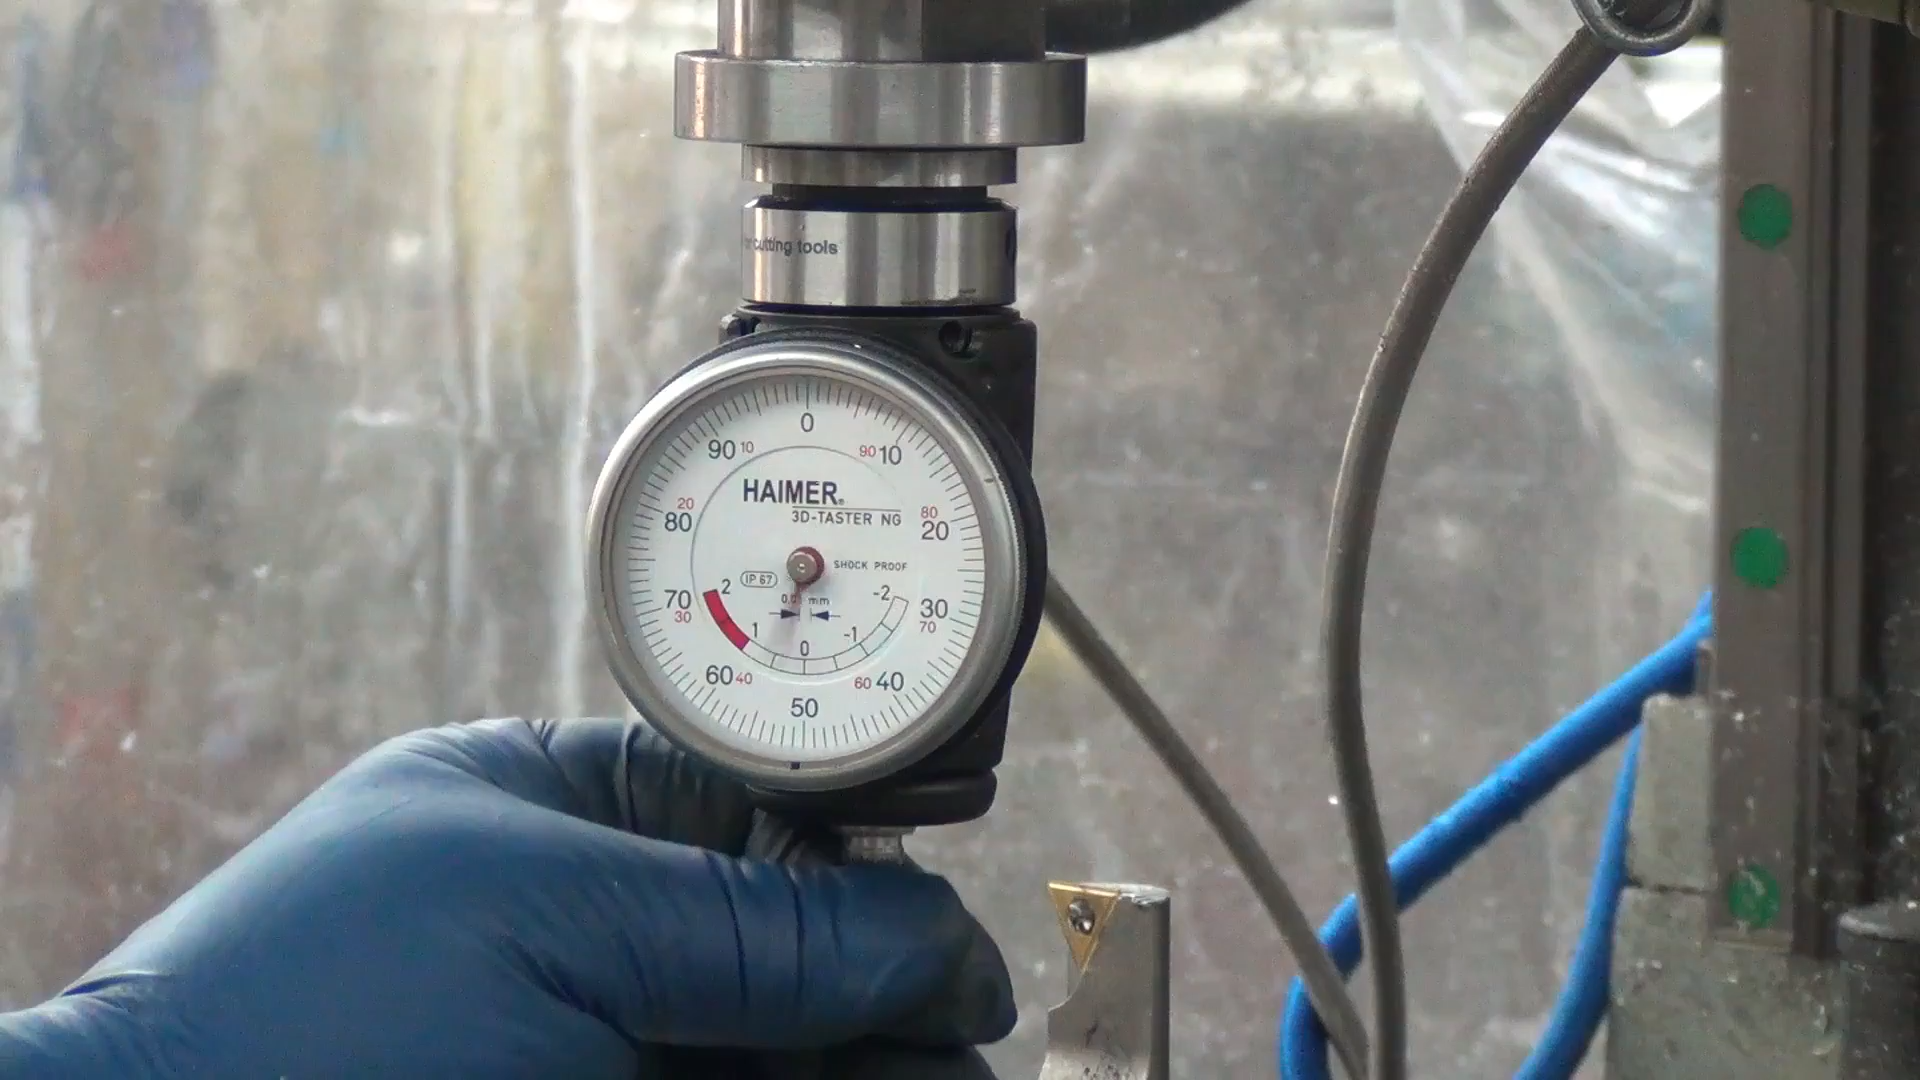 cutting tools
0
90 10 90 10
20 80
80 20
HAIMER®
3D-TASTER NG
SHOCK PROOF
IP 67
2 -2
0,01 mm
70 30
30 70
1 -1
0
60 40 60 40
50